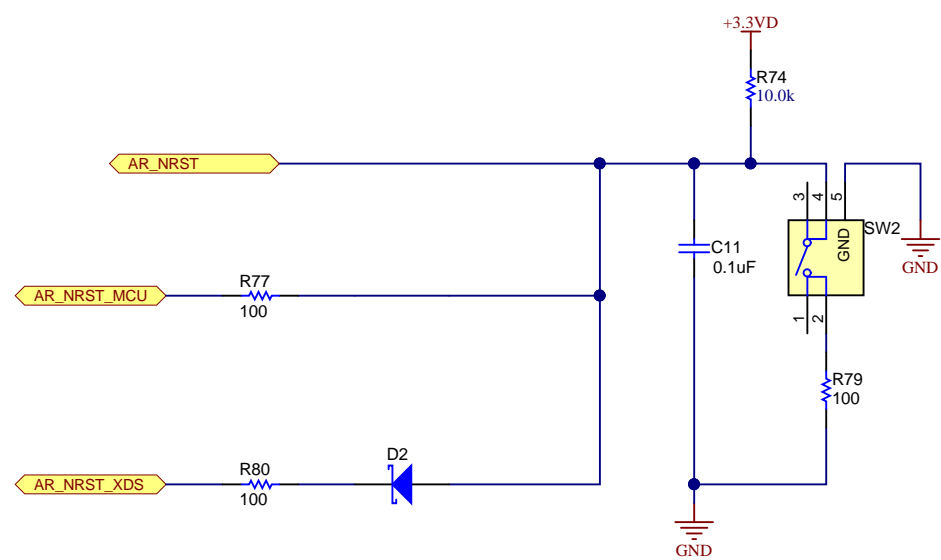 +3.3VD
R74
10.0k
AR_NRST
3
4
5
SW2
GND
GND
C11
0.1uF
R77
AR_NRST_MCU
100
1
2
R79
100
D2
R80
AR_NRST_XDS
100
GND